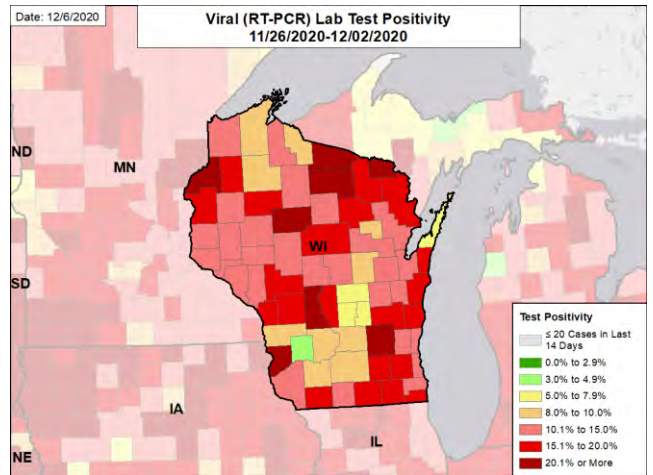 Date: 12/6/2020
Viral (RT-PCR) Lab Test Positivity
11/26/2020-12/02/2020
ND
MN
WI
SD
IA
IL
NE
Test Positivity
≤ 20 Cases in Last
14 Days
0.0% to 2.9%
3.0% to 4.9%
5.0% to 7.9%
8.0% to 10.0%
10.1% to 15.0%
15.1% to 20.0%
20.1% or More